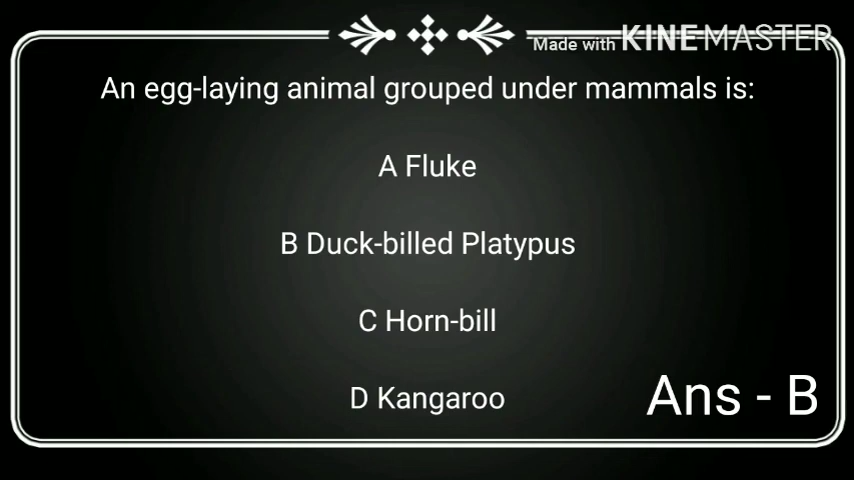 Made with KINEMASTER
An egg-laying animal grouped under mammals is:
A Fluke
B Duck-billed Platypus
C Horn-bill
D Kangaroo
Ans - B